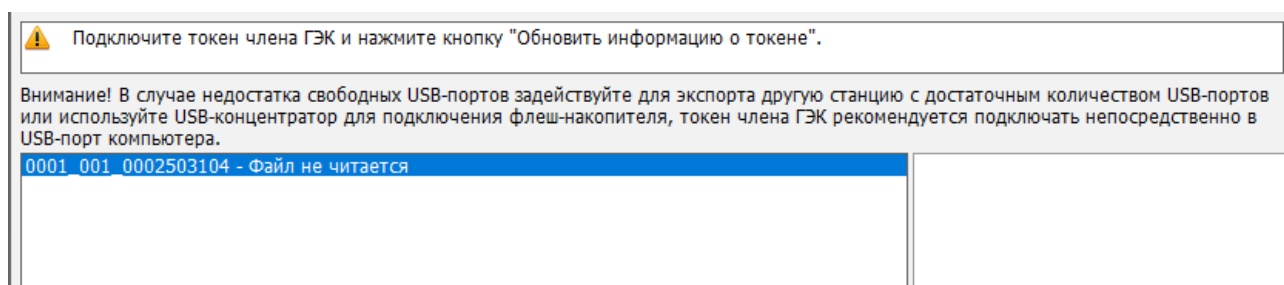 Подключите токен члена ГЭК и нажмите кнопку "Обновить информацию о токене".
Внимание! В случае недостатка свободных USB-портов задействуйте для экспорта другую станцию с достаточным количеством USB-портов
или используйте USB-концентратор для подключения флеш-накопителя, токен члена ГЭК рекомендуется подключать непосредственно в
USB-порт компьютера.
0001_001_0002503104 - Файл не читается